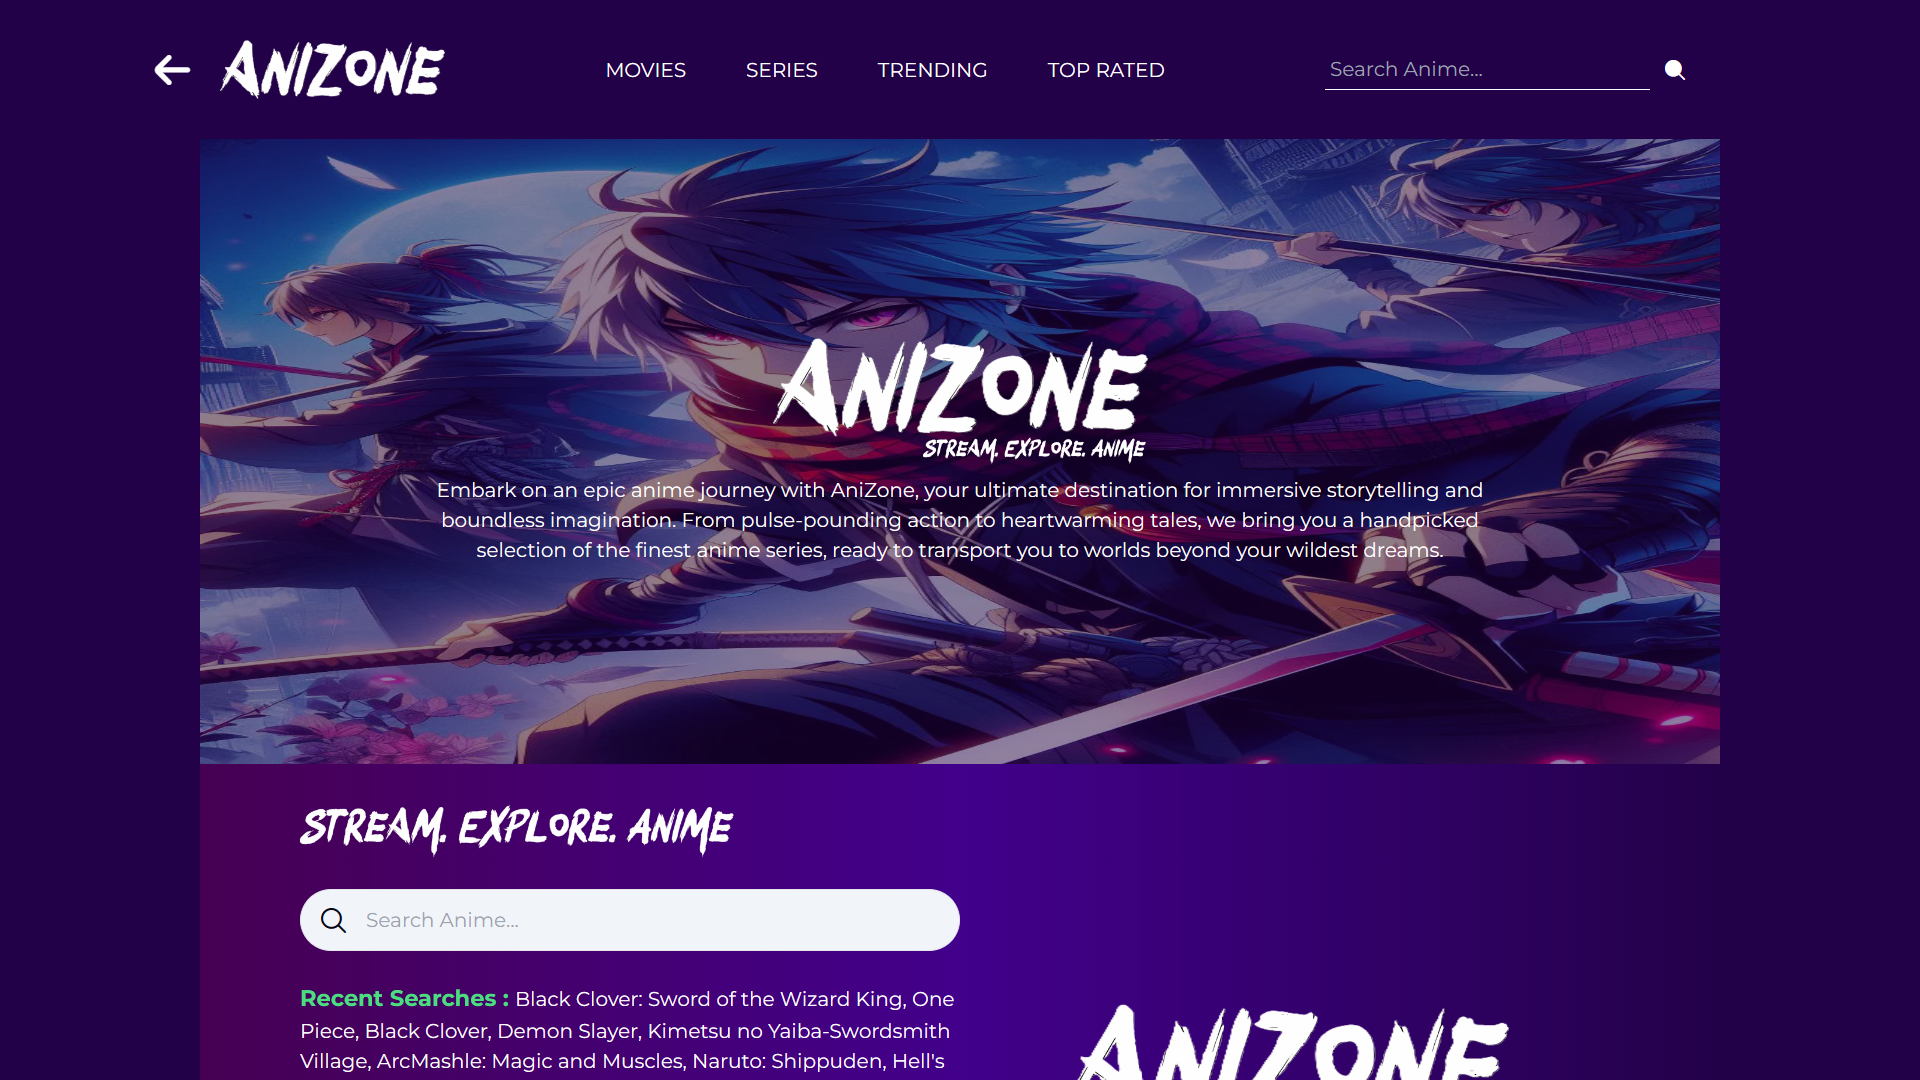 ANIZONE
MOVIES
SERIES
TRENDING
TOP RATED
Search Anime...
ANIZONE
STREAM. EXPLORE. ANIME
Embark on an epic anime journey with AniZone, your ultimate destination for immersive storytelling and
boundless imagination. From pulse-pounding action to heartwarming tales, we bring you a handpicked
selection of the finest anime series, ready to transport you to worlds beyond your wildest dreams.
STREAM. EXPLORE. ANIME
Search Anime...
Recent Searches : Black Clover: Sword of the Wizard King, One
Piece, Black Clover, Demon Slayer, Kimetsu no Yaiba-Swordsmith
Village, ArcMashle: Magic and Muscles, Naruto: Shippuden, Hell's
ANIZONE